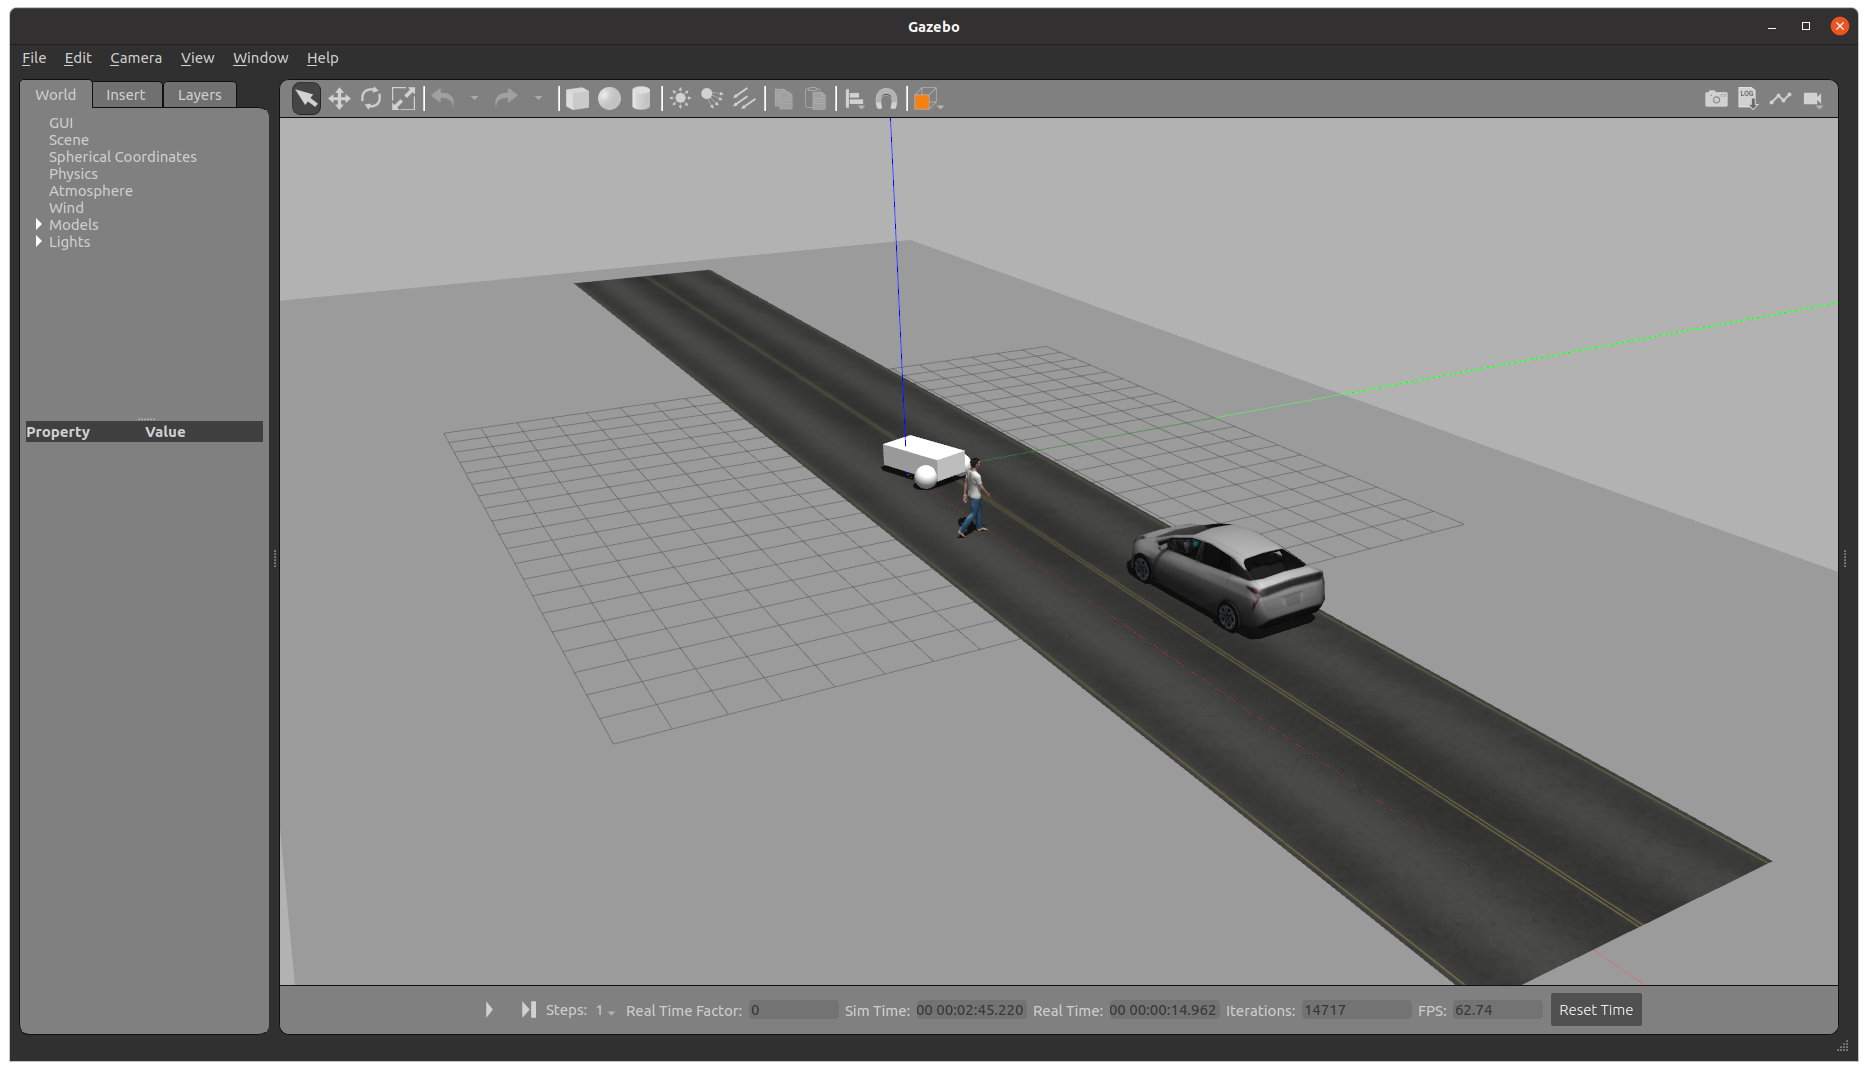 Gazebo
File Edit Camera View Window Help
World Insert Layers
LOG
GUI
Scene
Spherical Coordinates
Physics
Atmosphere
Wind
Models
Lights
Property Value
Steps: 1 Real Time Factor: 0 Sim Time: 00 00:02:45.220 Real Time: 00 00:00:14.962 Iterations: 14717 FPS: 62.74 Reset Time